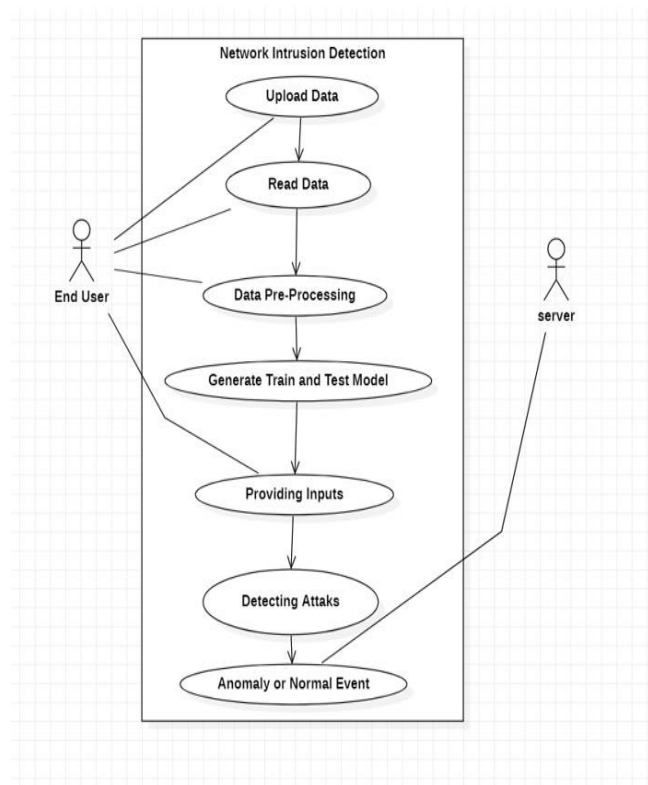 Network Intrusion Detection
Upload Data
Read Data
End User
Data Pre-Processing
server
Generate Train and Test Model
Providing Inputs
Detecting Attaks
Anomaly or Normal Event